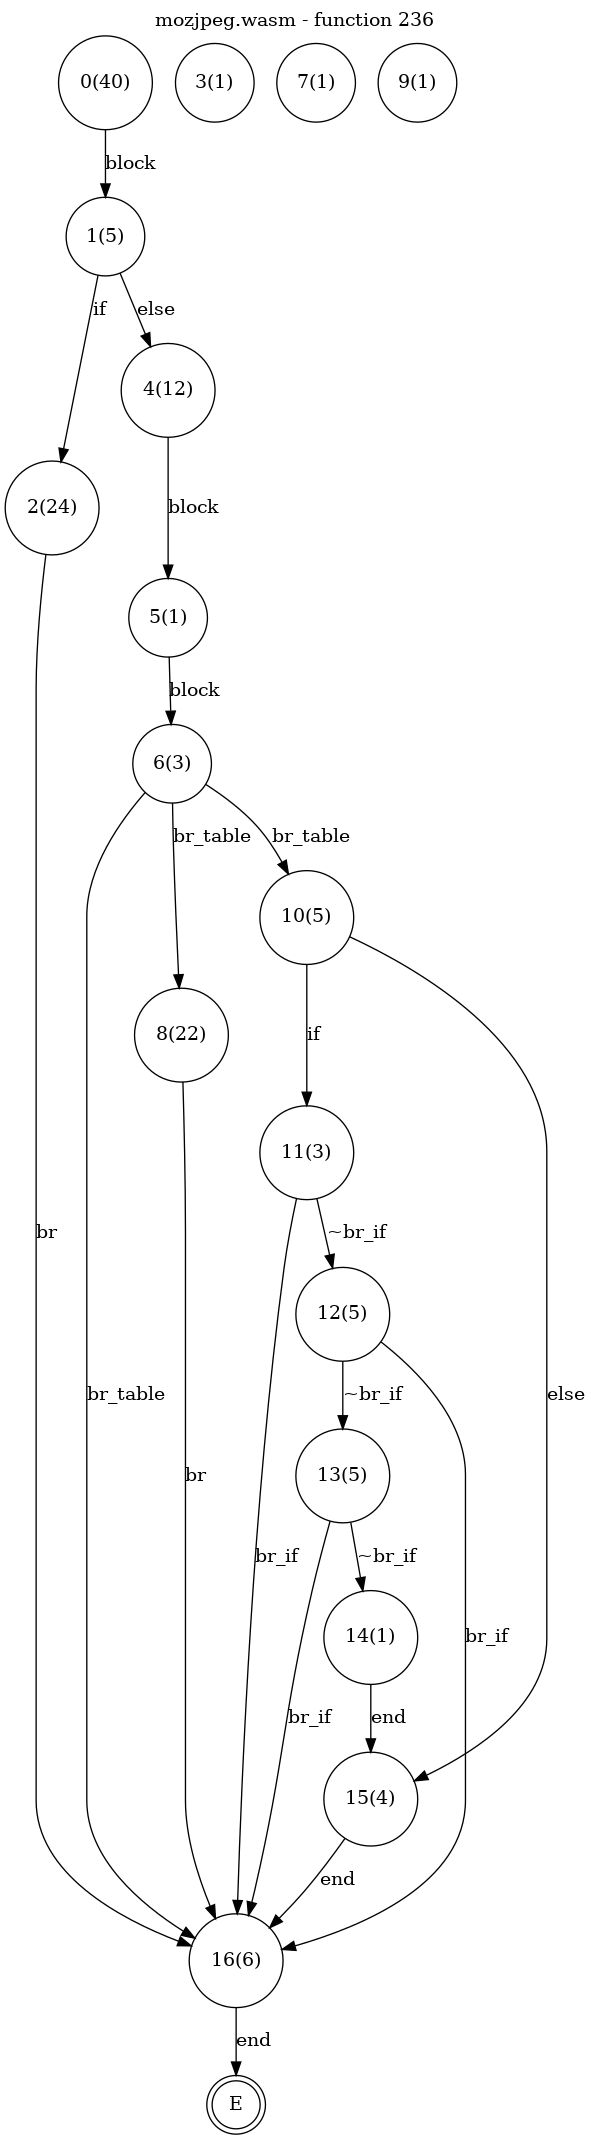 mozjpeg.wasm - function 236
0(40)
3(1)
7(1)
9(1)
block
1(5)
if
else
4(12)
2(24)
block
5(1)
block
6(3)
br_table
br_table
10(5)
8(22)
if
11(3)
br
~br_if
12(5)
br_table
~br_if
else
br
13(5)
br_if
~br_if
14(1)
br_if
br_if
end
15(4)
end
16(6)
end
E